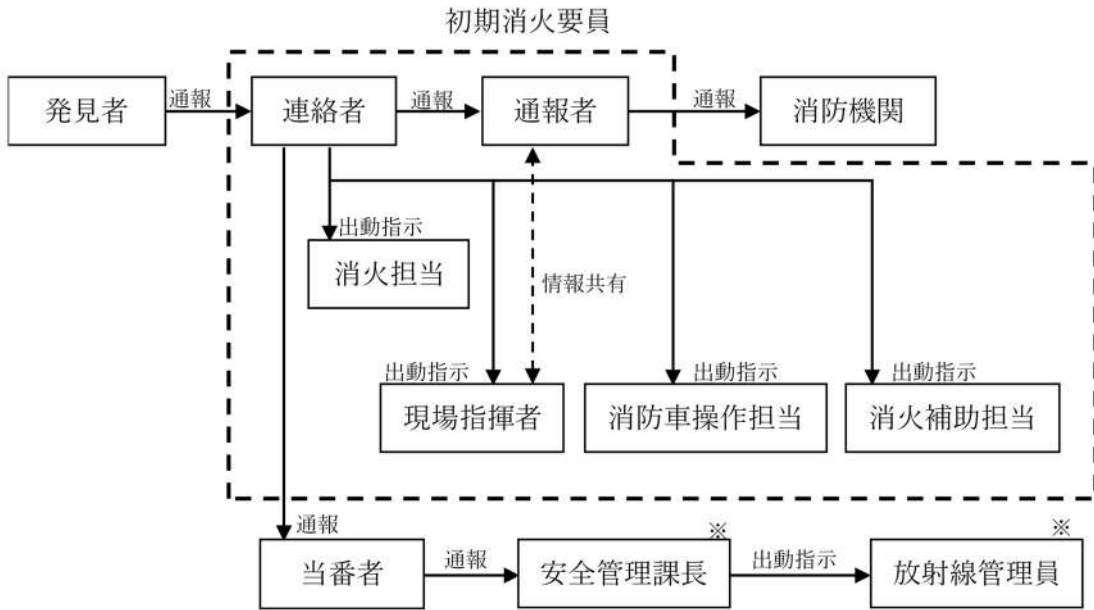 初期消火要員
発見者
通報
連絡者
通報
通報者
通報
消防機関
出動指示
消火担当
情報共有
出動指示
現場指揮者
出動指示
消防車操作担当
出動指示
消火補助担当
通報
当番者
通報
※
安全管理課長
出動指示
※
放射線管理員